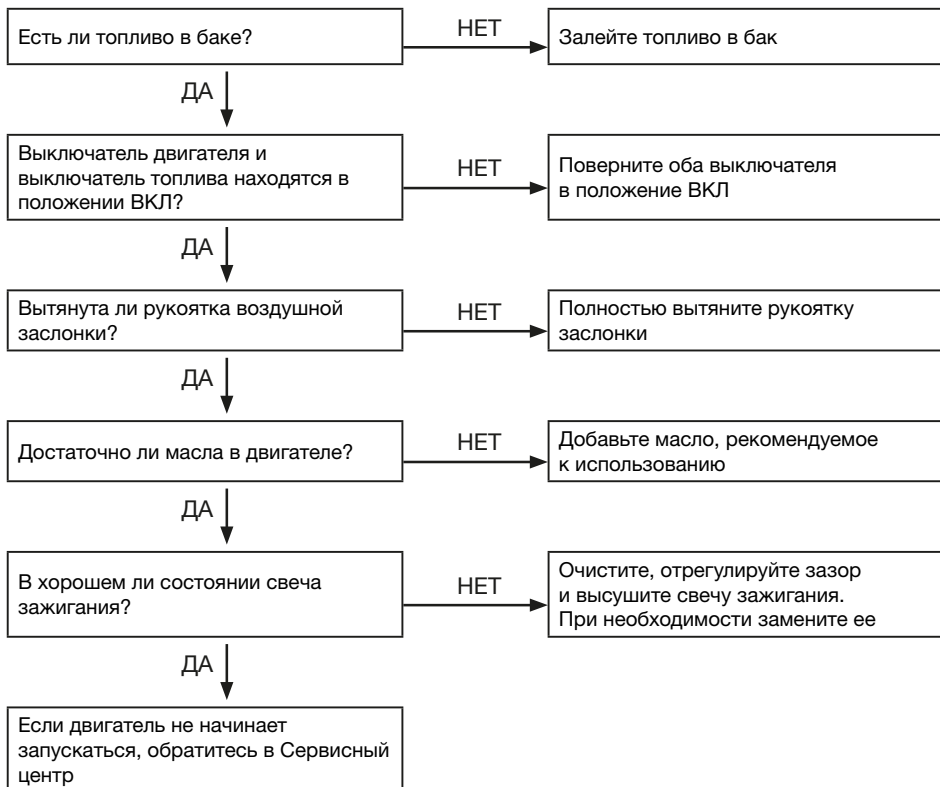 Есть ли топливо в баке?
НЕТ
Залейте топливо в бак
ДА
Выключатель двигателя и
выключатель топлива находятся в
положении ВКЛ?
НЕТ
Поверните оба выключателя
в положение ВКЛ
ДА
Вытянута ли рукоятка воздушной
заслонки?
НЕТ
Полностью вытяните рукоятку
заслонки
ДА
Достаточно ли масла в двигателе?
НЕТ
Добавьте масло, рекомендуемое
к использованию
ДА
В хорошем ли состоянии свеча
зажигания?
НЕТ
Очистите, отрегулируйте зазор
и высушите свечу зажигания.
При необходимости замените ее
ДА
Если двигатель не начинает
запускаться, обратитесь в Сервисный
центр